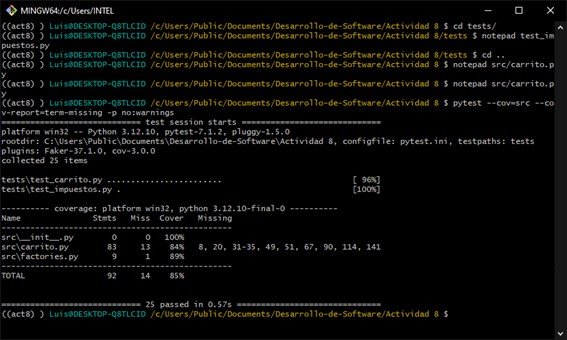 MINGW64:/c/Users/INTEL
((act8) ) Luis@DESKTOP-Q8TLCID /c/Users/Public/Documents/Desarrollo-de-Software/Actividad 8 $ cd tests/
((act8) ) Luis@DESKTOP-Q8TLCID /c/Users/Public/Documents/Desarrollo-de-Software/Actividad 8/tests $ notepad test_im
puestos.py
((act8) ) Luis@DESKTOP-Q8TLCID /c/Users/Public/Documents/Desarrollo-de-Software/Actividad 8/tests $ cd ..
((act8) ) Luis@DESKTOP-Q8TLCID /c/Users/Public/Documents/Desarrollo-de-Software/Actividad 8 $ notepad src/carrito.p
y
((act8) ) Luis@DESKTOP-Q8TLCID /c/Users/Public/Documents/Desarrollo-de-Software/Actividad 8 $ notepad src/carrito.p
y
((act8) ) Luis@DESKTOP-Q8TLCID /c/Users/Public/Documents/Desarrollo-de-Software/Actividad 8 $ pytest --cov=src --co
v-report=term-missing -p no:warnings
============================= test session starts =============================
platform win32 -- Python 3.12.10, pytest-7.1.2, pluggy-1.5.0
rootdir: C:\Users\Public\Documents\Desarrollo-de-Software\Actividad 8, configfile: pytest.ini, testpaths: tests
plugins: Faker-37.1.0, cov-3.0.0
collected 25 items
tests\test_carrito.py ........................ [ 96%]
tests\test_impuestos.py . [100%]
---------- coverage: platform win32, python 3.12.10-final-0 ----------
Name Stmts Miss Cover Missing
------------------------------------------------
src\__init__.py 0 0 100%
src\carrito.py 83 13 84% 8, 20, 31-35, 49, 51, 67, 90, 114, 141
src\factories.py 9 1 89%
------------------------------------------------
TOTAL 92 14 85%
============================= 25 passed in 0.57s ==============================
((act8) ) Luis@DESKTOP-Q8TLCID /c/Users/Public/Documents/Desarrollo-de-Software/Actividad 8 $